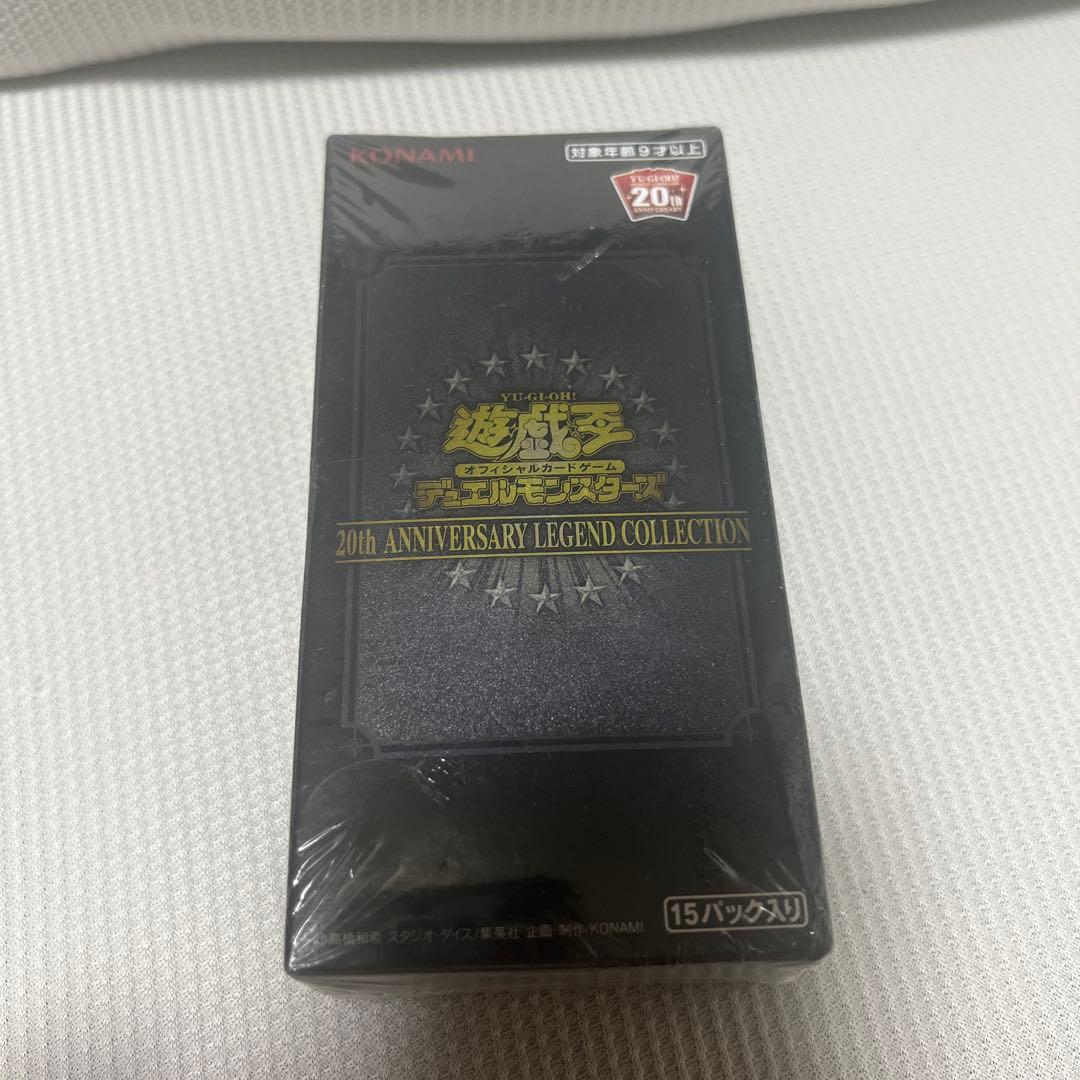 KONAMI
対象年齢9才以上
YU-GI-OH!
20th
ANNIVERSARY
YU-GI-OH!
遊戯王
オフィシャルカードゲーム
デュエルモンスターズ
20th ANNIVERSARY LEGEND COLLECTION
15パック入り
©高橋和希 スタジオ・ダイス/集英社 企画・制作/KONAMI